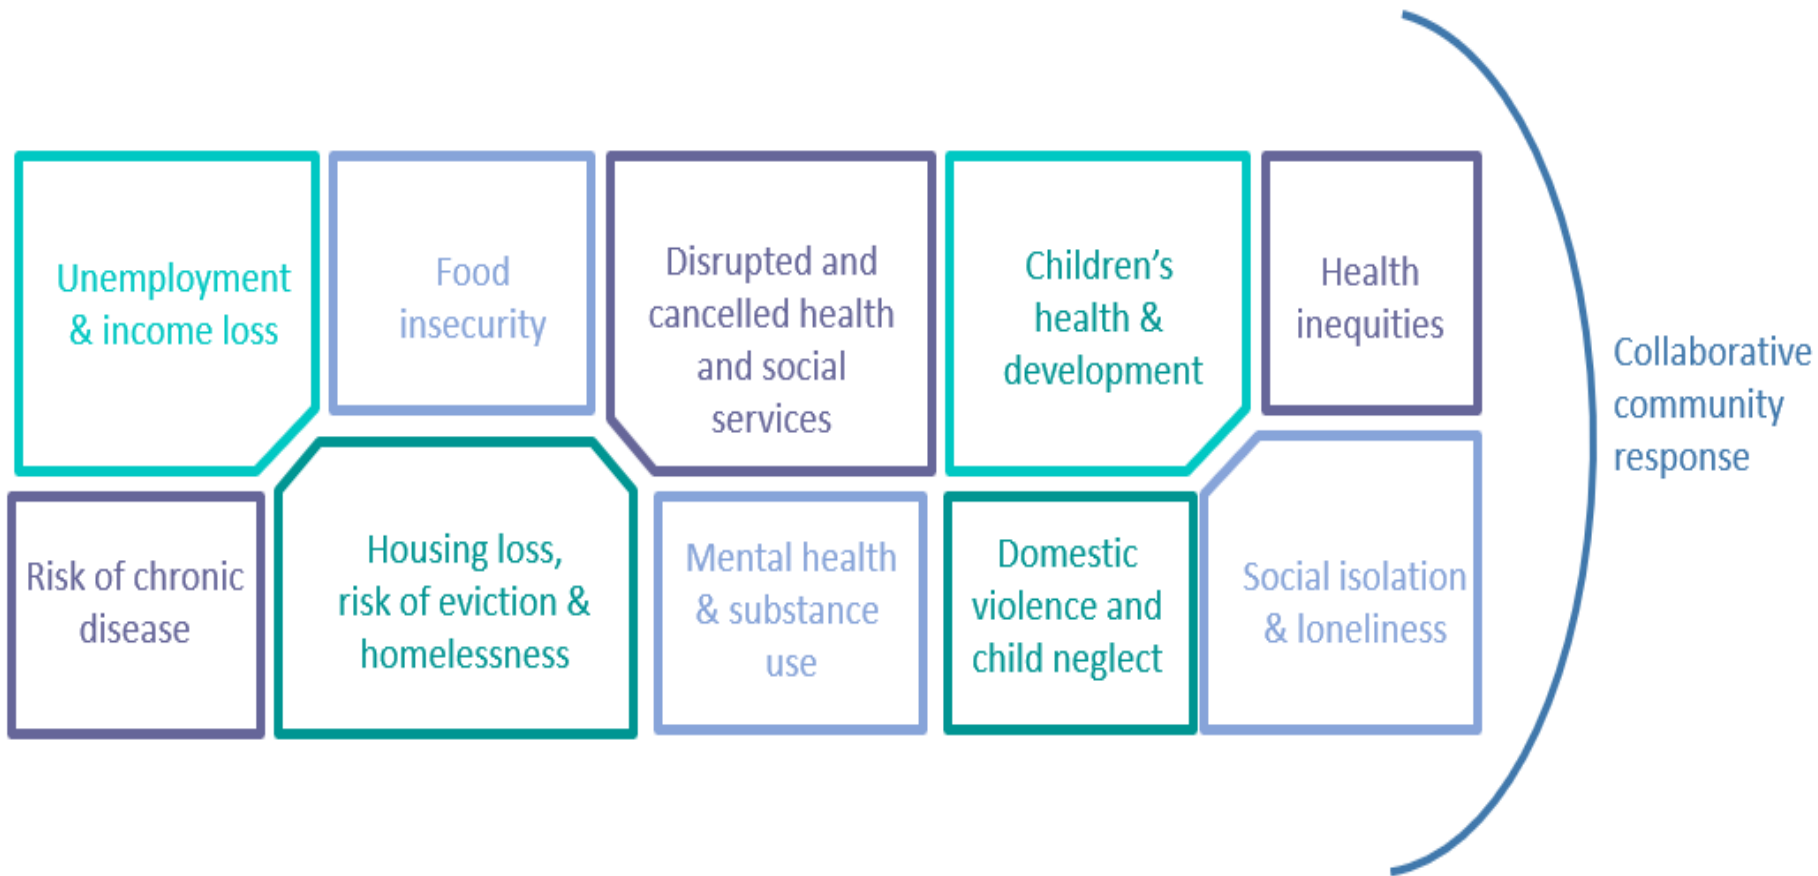 Unemployment
& income loss
Food
insecurity
Disrupted and
cancelled health
and social
services
Children’s
health &
development
Health
inequities
Risk of chronic
disease
Housing loss,
risk of eviction &
homelessness
Mental health
& substance
use
Domestic
violence and
child neglect
Social isolation
& loneliness
Collaborative
community
response